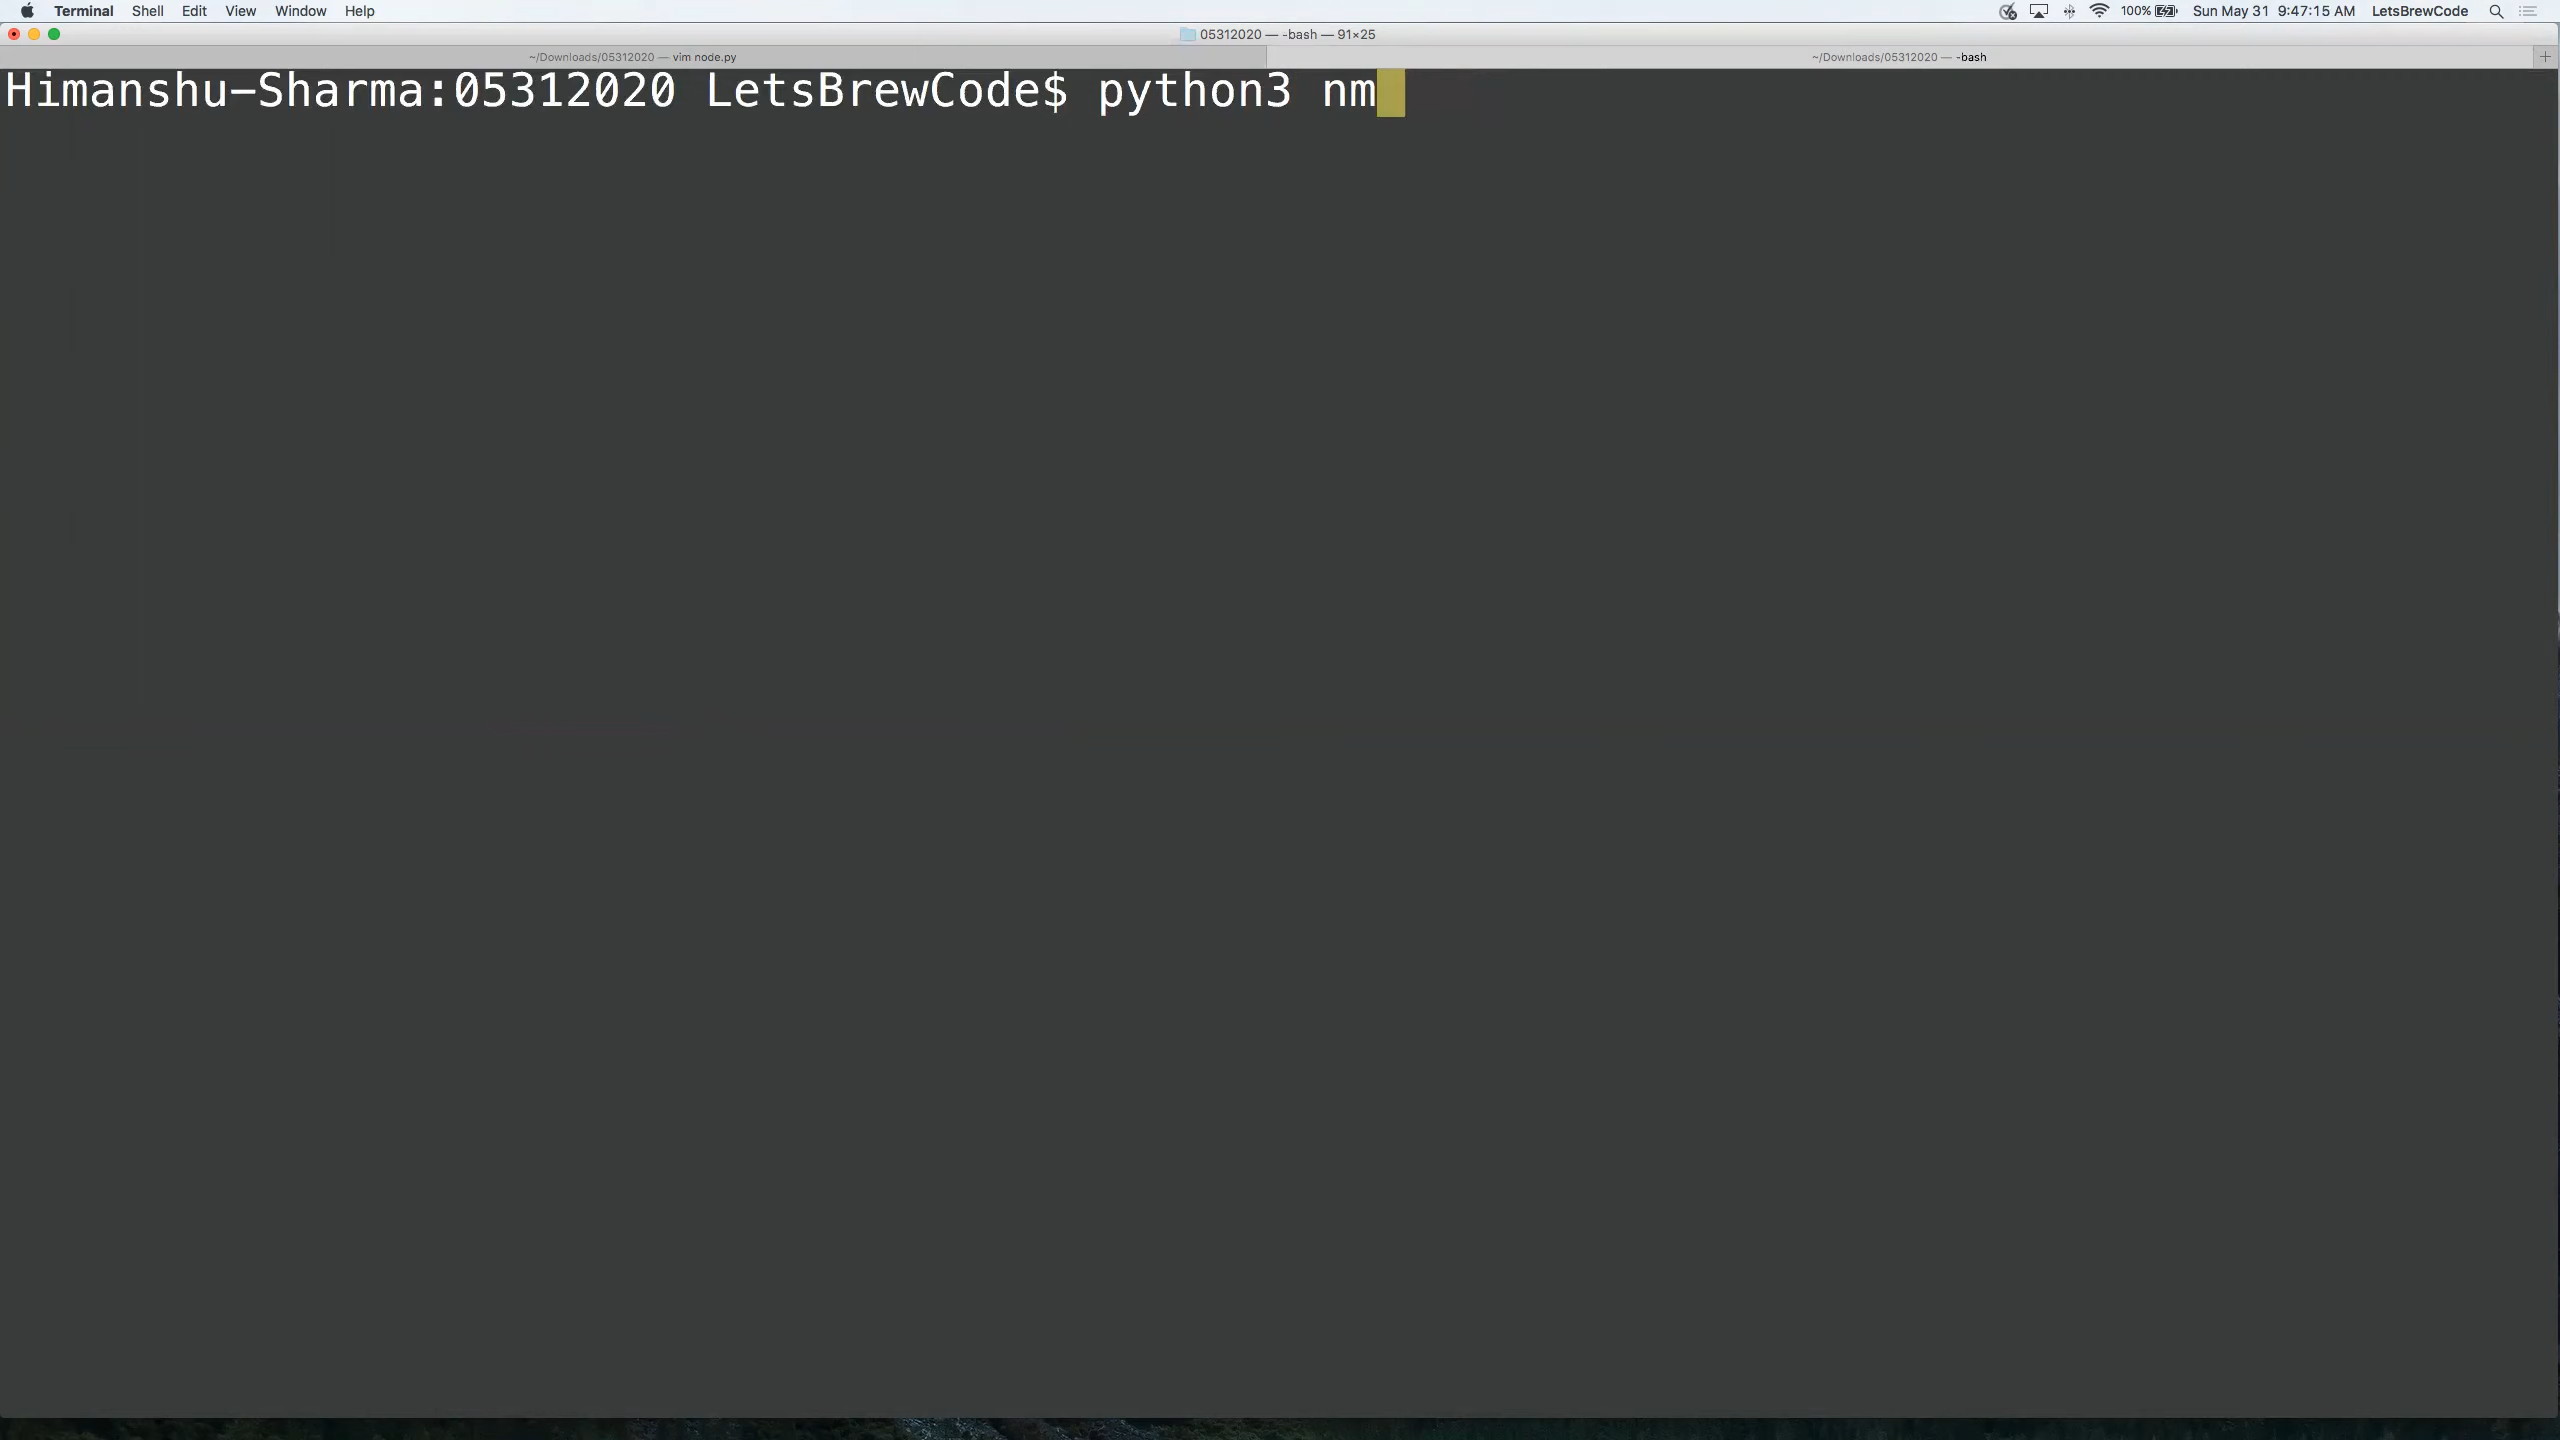 Terminal Shell Edit View Window Help 100% Sun May 31 9:47:15 AM LetsBrewCode
05312020 — -bash — 91×25
~/Downloads/05312020 — vim node.py ~/Downloads/05312020 — -bash
Himanshu-Sharma:05312020 LetsBrewCode$ python3 nm